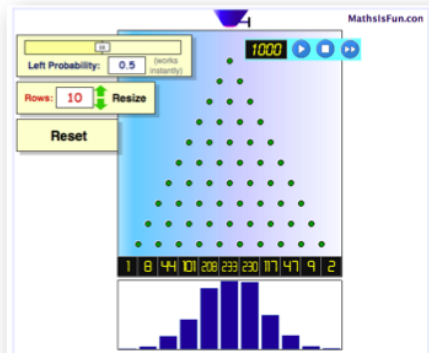 MathsIsFun.con
1000
Left Probability: 0.5 (works instantly)
Rows: 10 Resize
Reset
1 8 44 101 208 233 230 117 47 9 2